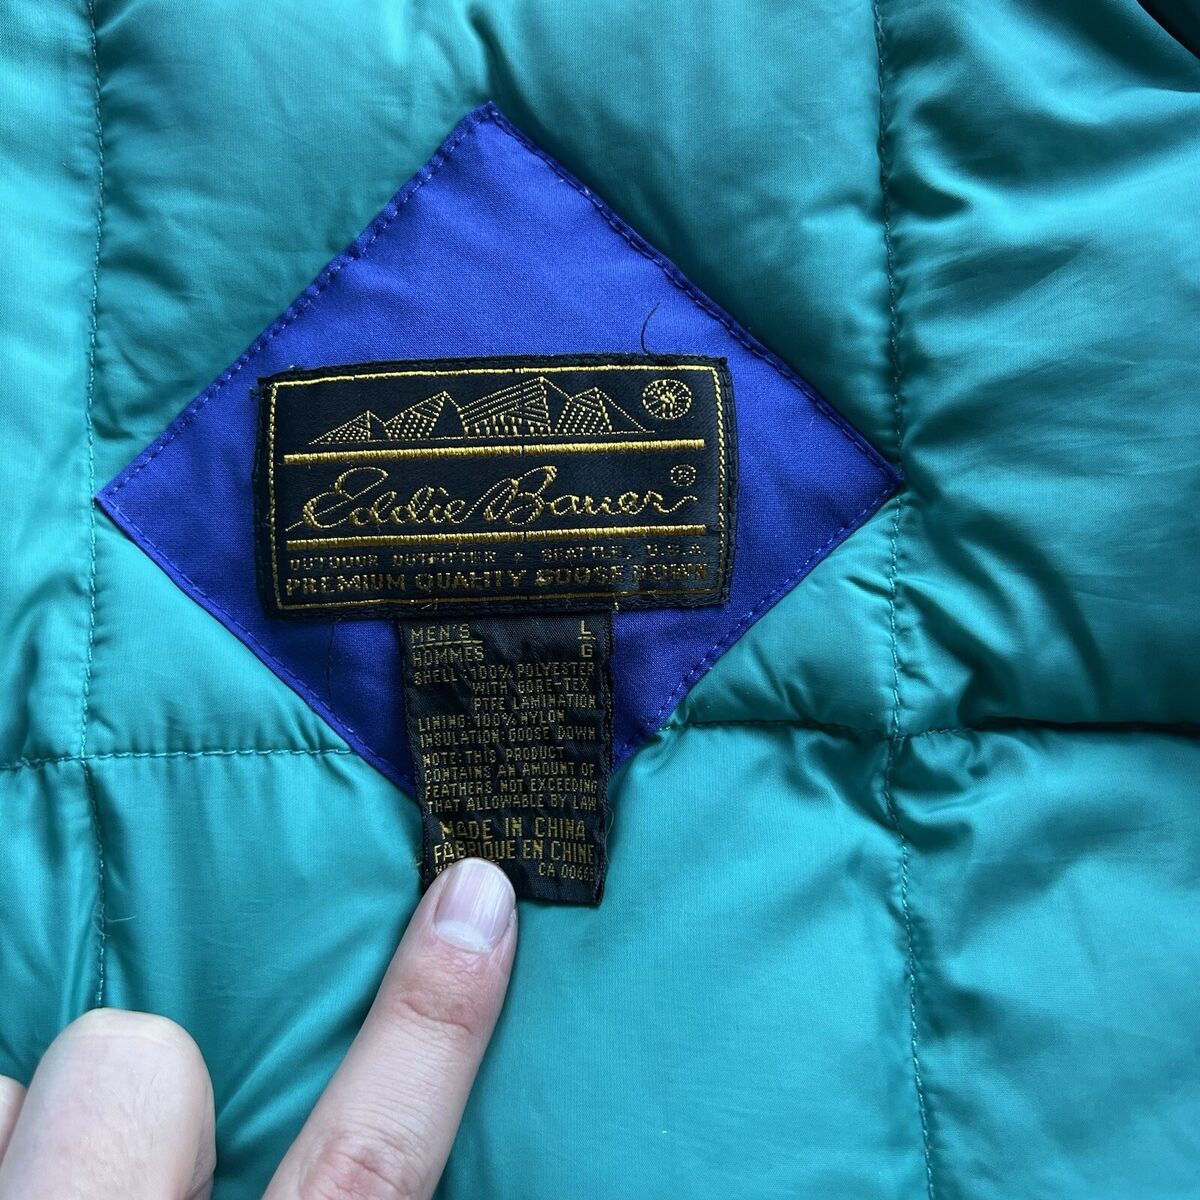 Eddie Bauer ®
OUTDOOR OUTFITTER ★ SEATTLE, U.S.A
PREMIUM QUALITY GOOSE DOWN
MEN'S L
HOMMES G
SHELL: 100% POLYESTER
WITH GORE-TEX
PTFE LAMINATION
LINING: 100% NYLON
INSULATION: GOOSE DOWN
NOTE: THIS PRODUCT
CONTAINS AN AMOUNT OF
FEATHERS NOT EXCEEDING
THAT ALLOWABLE BY LAW
MADE IN CHINA
FABRIQUE EN CHINE
CA